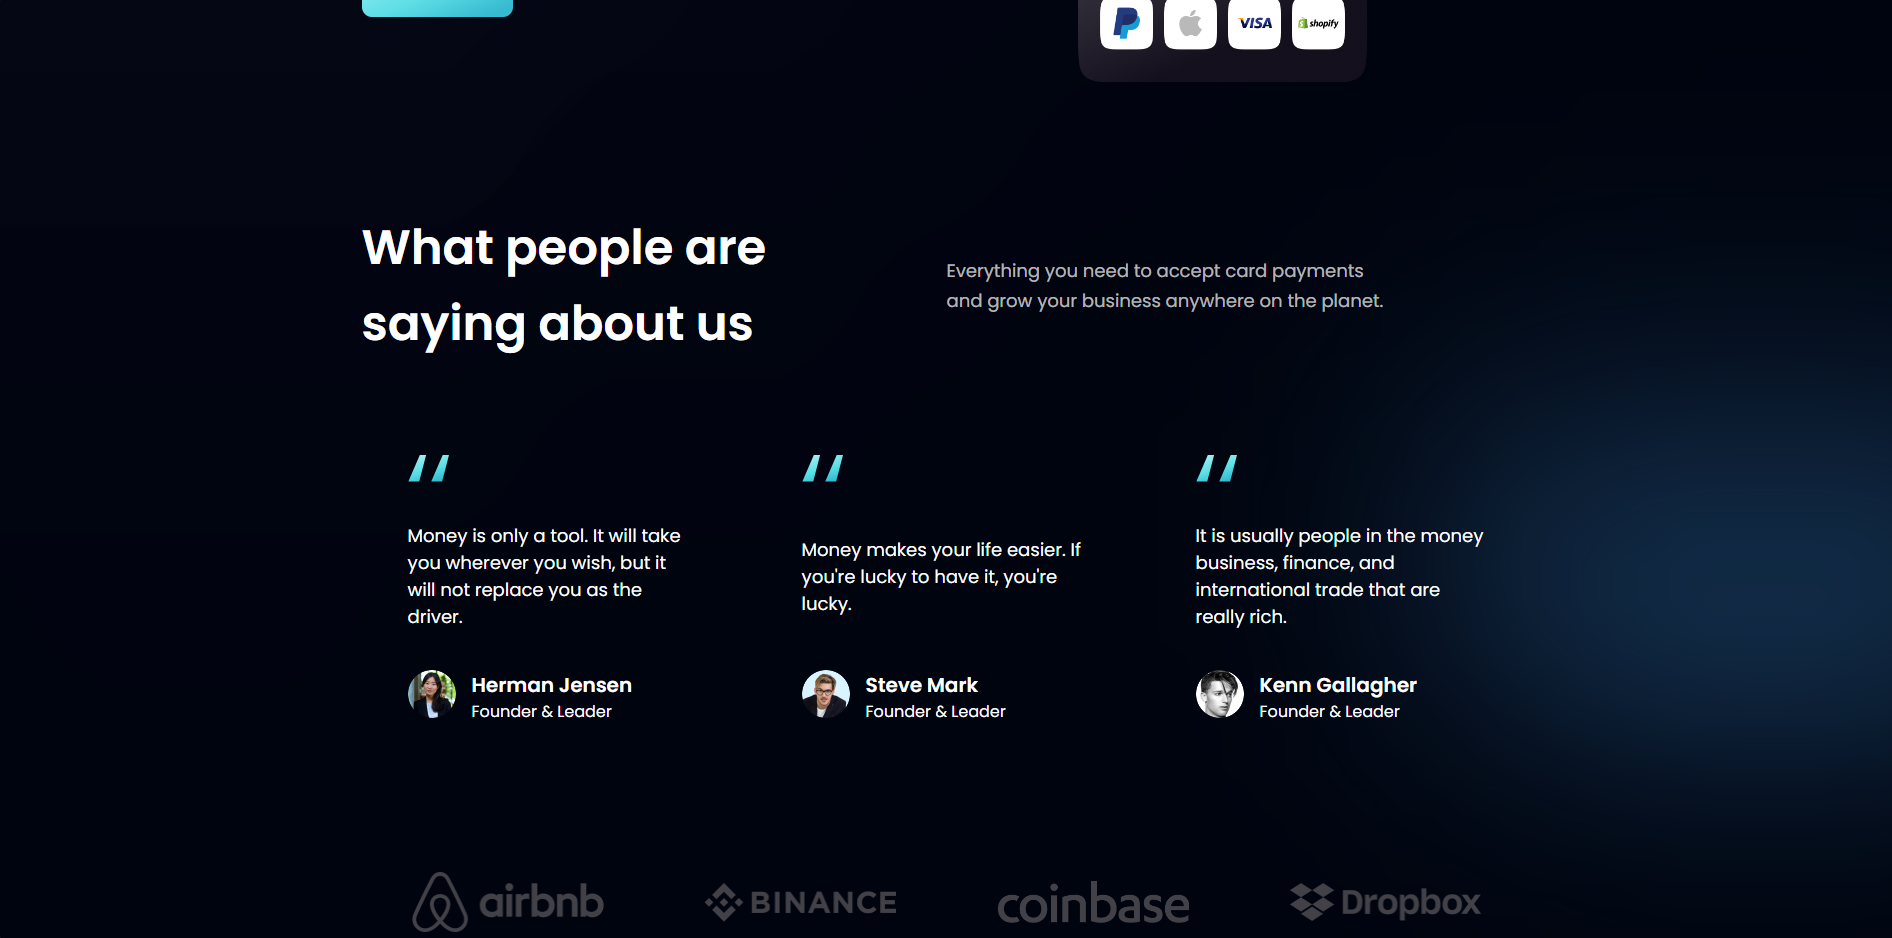 VISA
shopify
What people are
saying about us
Everything you need to accept card payments
and grow your business anywhere on the planet.
“
Money is only a tool. It will take
you wherever you wish, but it
will not replace you as the
driver.
Herman Jensen
Founder & Leader
“
Money makes your life easier. If
you're lucky to have it, you're
lucky.
Steve Mark
Founder & Leader
“
It is usually people in the money
business, finance, and
international trade that are
really rich.
Kenn Gallagher
Founder & Leader
airbnb
BINANCE
coinbase
Dropbox